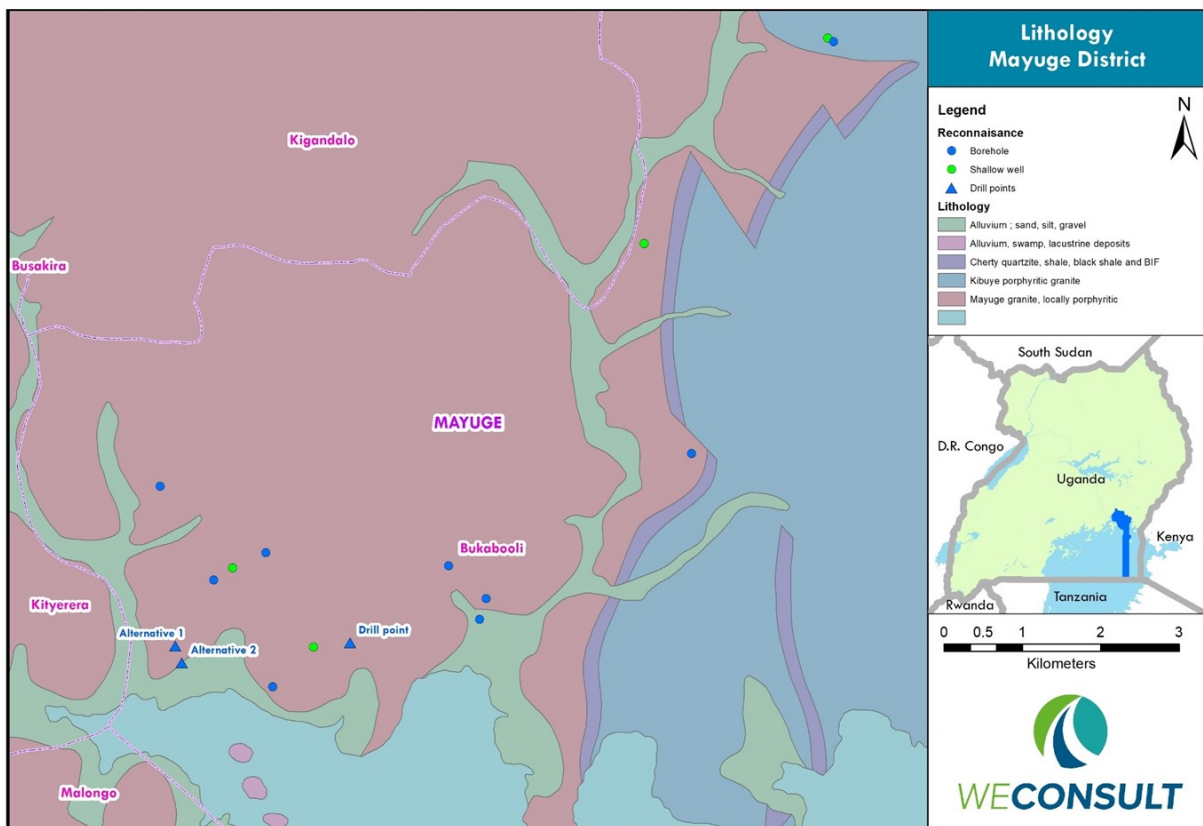 Lithology
Mayuge District
Legend
N
Reconnaisance
Borehole
Shallow well
Drill points
Lithology
Alluvium ; sand, silt, gravel
Alluvium, swamp, lacustrine deposits
Cherty quartzite, shale, black shale and BIF
Kibuye porphyritic granite
Mayuge granite, locally porphyritic
Kigandalo
Busakira
MAYUGE
Bukabooli
Kityerera
Alternative 1
Alternative 2
Drill point
Malongo
South Sudan
D.R. Congo
Uganda
Kenya
Rwanda
Tanzania
0 0.5 1 2 3
Kilometers
WECONSULT